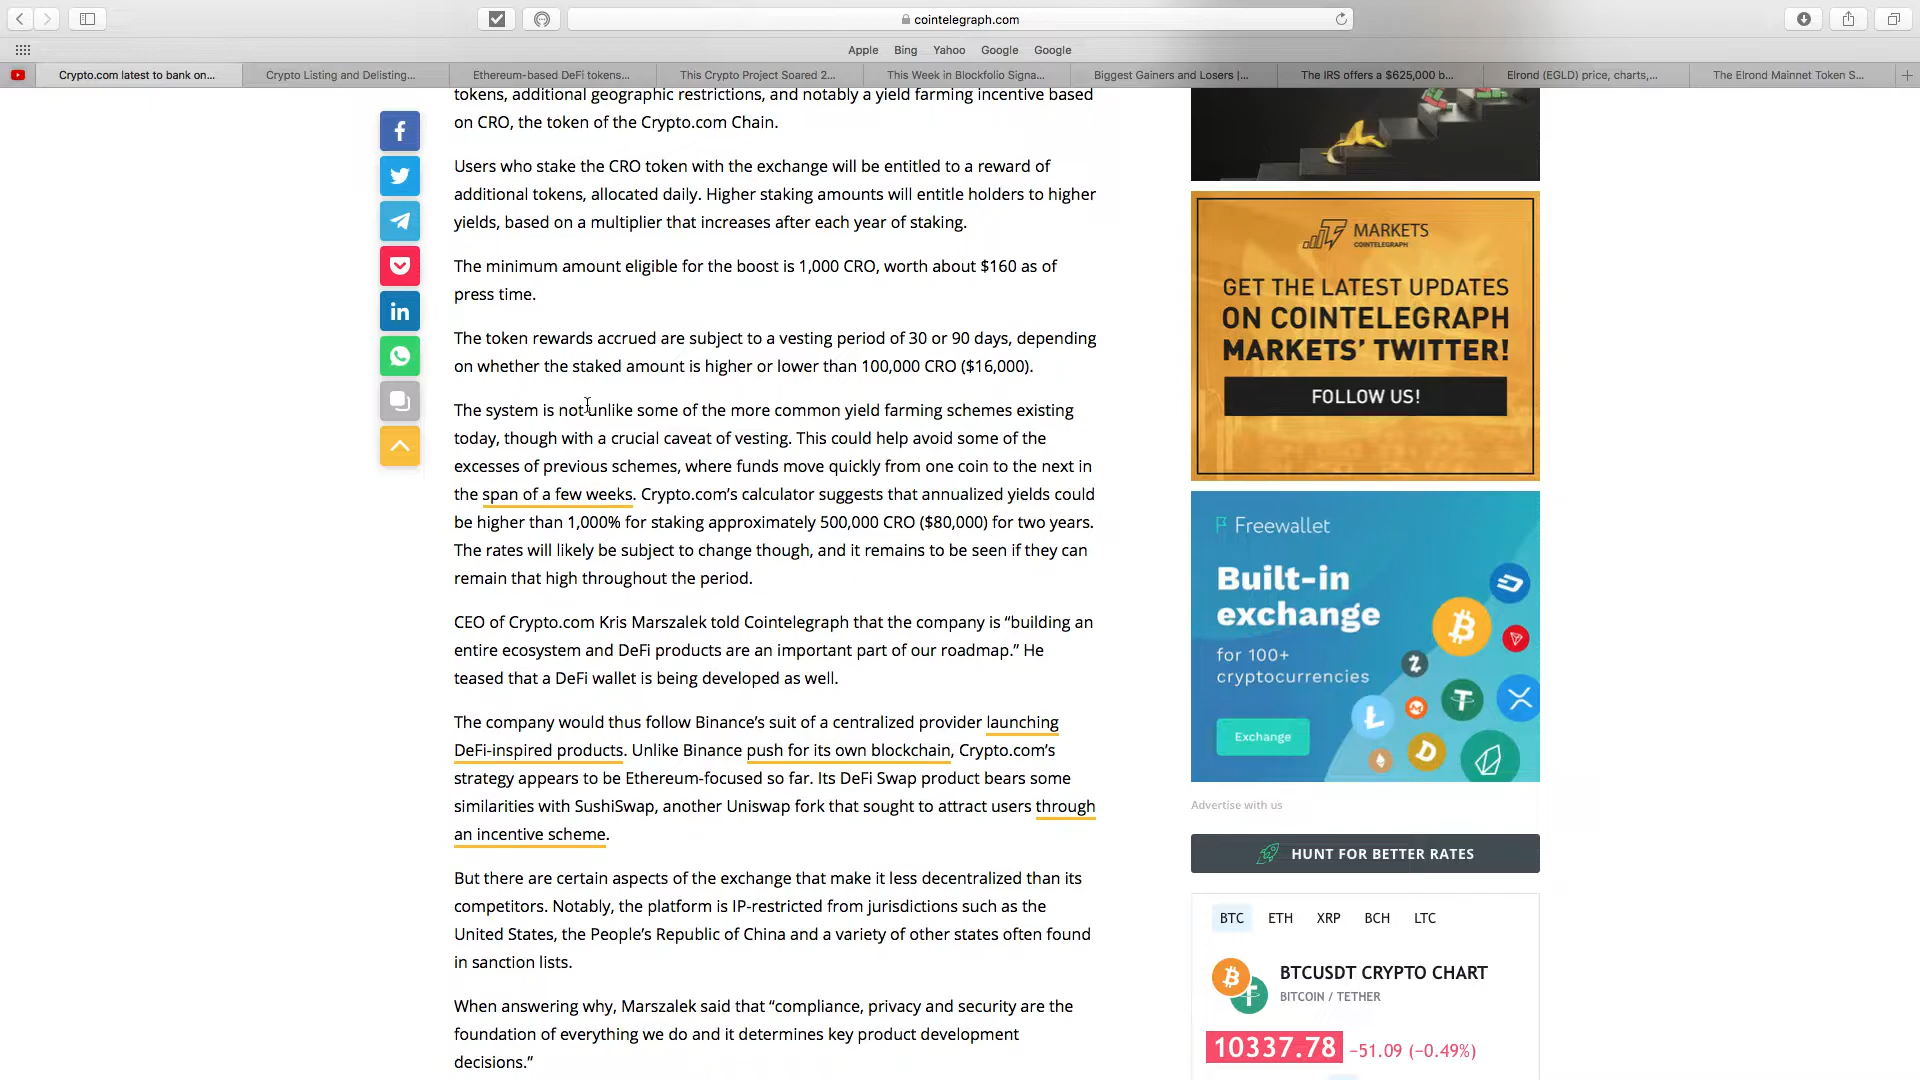 cointelegraph.com
Apple Bing Yahoo Google Google
Crypto.com latest to bank on... Crypto Listing and Delisting... Ethereum-based DeFi tokens... This Crypto Project Soared 2... This Week in Blockfolio Signa... Biggest Gainers and Losers |... The IRS offers a $625,000 b... Elrond (EGLD) price, charts,... The Elrond Mainnet Token S...
tokens, additional geographic restrictions, and notably a yield farming incentive based
on CRO, the token of the Crypto.com Chain.
Users who stake the CRO token with the exchange will be entitled to a reward of
additional tokens, allocated daily. Higher staking amounts will entitle holders to higher
yields, based on a multiplier that increases after each year of staking.
The minimum amount eligible for the boost is 1,000 CRO, worth about $160 as of
press time.
The token rewards accrued are subject to a vesting period of 30 or 90 days, depending
on whether the staked amount is higher or lower than 100,000 CRO ($16,000).
The system is not unlike some of the more common yield farming schemes existing
today, though with a crucial caveat of vesting. This could help avoid some of the
excesses of previous schemes, where funds move quickly from one coin to the next in
the span of a few weeks. Crypto.com’s calculator suggests that annualized yields could
be higher than 1,000% for staking approximately 500,000 CRO ($80,000) for two years.
The rates will likely be subject to change though, and it remains to be seen if they can
remain that high throughout the period.
CEO of Crypto.com Kris Marszalek told Cointelegraph that the company is “building an
entire ecosystem and DeFi products are an important part of our roadmap.” He
teased that a DeFi wallet is being developed as well.
The company would thus follow Binance’s suit of a centralized provider launching
DeFi-inspired products. Unlike Binance push for its own blockchain, Crypto.com’s
strategy appears to be Ethereum-focused so far. Its DeFi Swap product bears some
similarities with SushiSwap, another Uniswap fork that sought to attract users through
an incentive scheme.
But there are certain aspects of the exchange that make it less decentralized than its
competitors. Notably, the platform is IP-restricted from jurisdictions such as the
United States, the People’s Republic of China and a variety of other states often found
in sanction lists.
When answering why, Marszalek said that “compliance, privacy and security are the
foundation of everything we do and it determines key product development
decisions.”
MARKETS
COINTELEGRAPH
GET THE LATEST UPDATES
ON COINTELEGRAPH
MARKETS’ TWITTER!
FOLLOW US!
Freewallet
Built-in
exchange
for 100+
cryptocurrencies
Exchange
Advertise with us
HUNT FOR BETTER RATES
BTC ETH XRP BCH LTC
BTCUSDT CRYPTO CHART
BITCOIN / TETHER
10337.78 −51.09 (−0.49%)